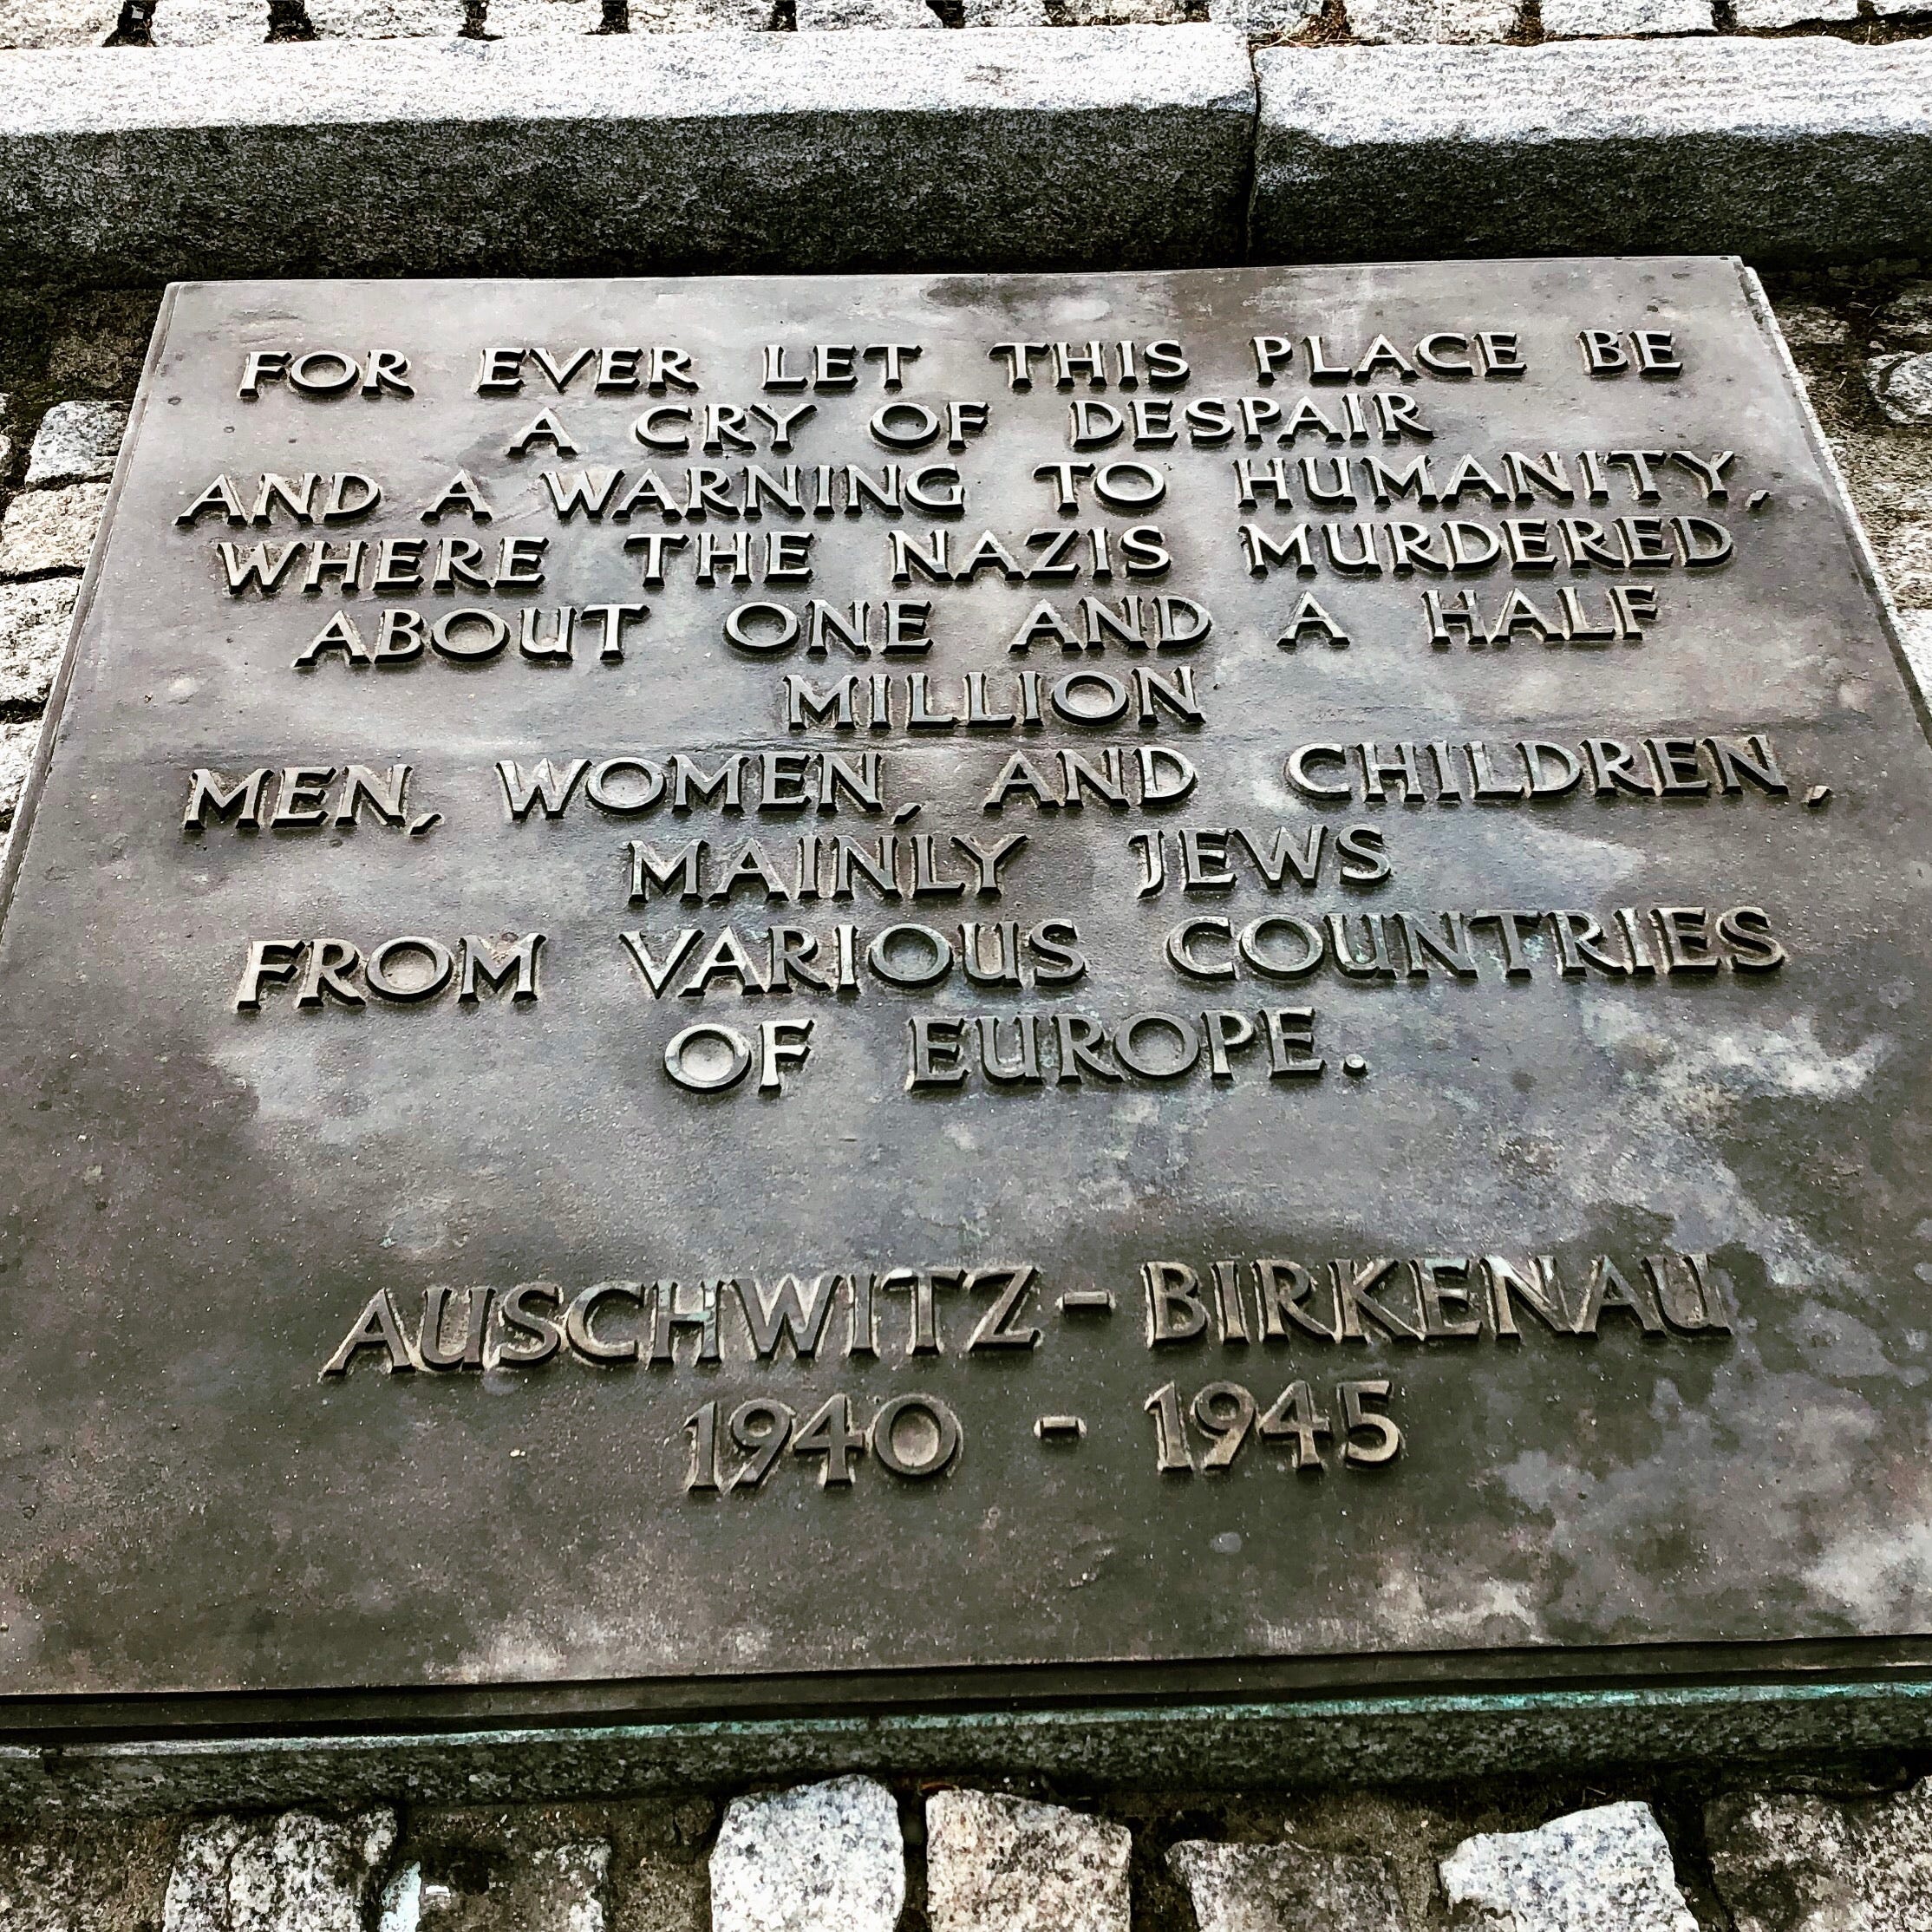 FOR EVER LET THIS PLACE BE
A CRY OF DESPAIR
AND A WARNING TO HUMANITY,
WHERE THE NAZIS MURDERED
ABOUT ONE AND A HALF
MILLION
MEN, WOMEN, AND CHILDREN,
MAINLY JEWS
FROM VARIOUS COUNTRIES
OF EUROPE.
AUSCHWITZ-BIRKENAU
1940 - 1945